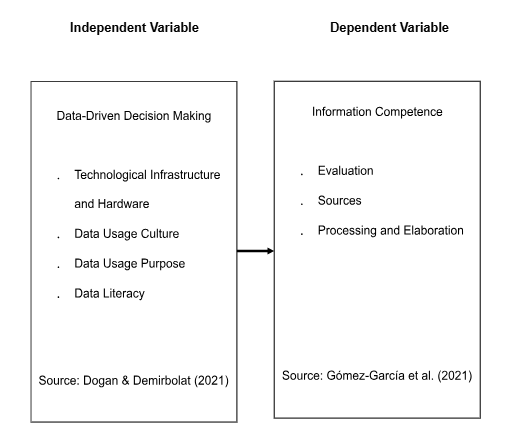 Independent Variable
Dependent Variable
Data-Driven Decision Making
. Technological Infrastructure
and Hardware
. Data Usage Culture
. Data Usage Purpose
. Data Literacy
Source: Dogan & Demirbolat (2021)
Information Competence
. Evaluation
. Sources
. Processing and Elaboration
Source: Gómez-García et al. (2021)